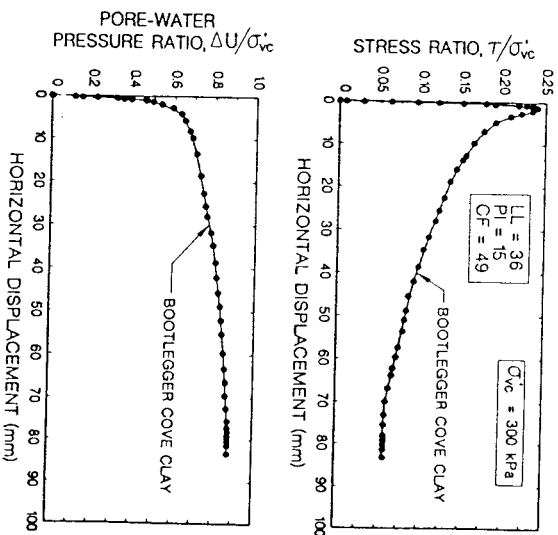 STRESS RATIO, τ/σ'vc
0.25
0.20
0.15
0.10
0.05
0
LL = 36
PI = 15
CF = 49
σ'vc = 300 kPa
BOOTLEGGER COVE CLAY
0 10 20 30 40 50 60 70 80 90 100
HORIZONTAL DISPLACEMENT (mm)
PORE-WATER
PRESSURE RATIO, ΔU/σ'vc
1.0
0.8
0.6
0.4
0.2
0
BOOTLEGGER COVE CLAY
0 10 20 30 40 50 60 70 80 90 100
HORIZONTAL DISPLACEMENT (mm)